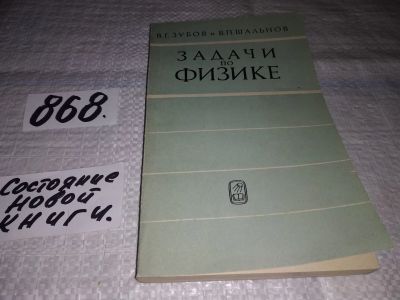 В.Г. ЗУБОВ и В.П. ШАЛЬНОВ
ЗАДАЧИ
ПО
ФИЗИКЕ
868.
Состояние
новой
книги.